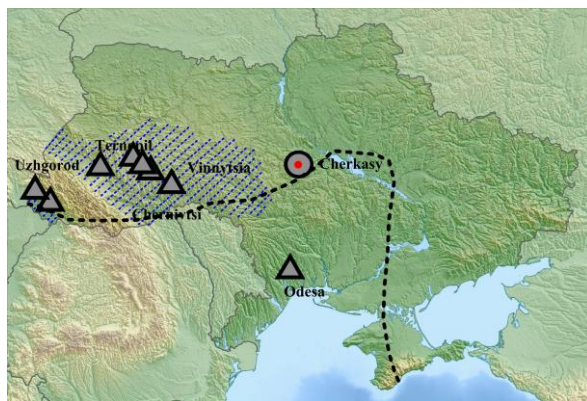 Ternopil
Uzhgorod
Vinnytsia
Cherkasy
Chernivtsi
Odesa